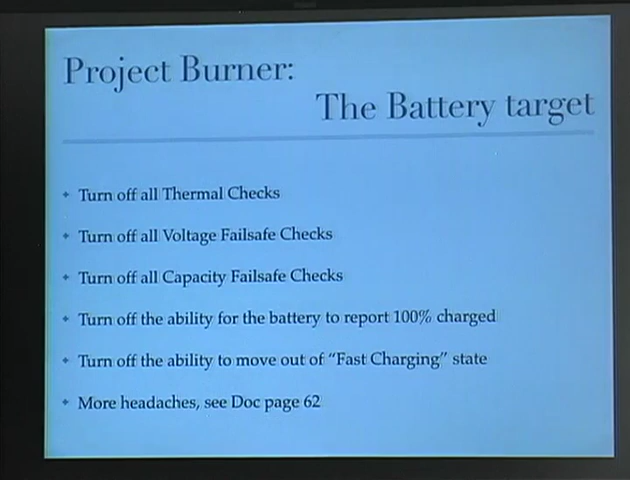 Project Burner:
The Battery target
Turn off all Thermal Checks
Turn off all Voltage Failsafe Checks
Turn off all Capacity Failsafe Checks
Turn off the ability for the battery to report 100% charged
Turn off the ability to move out of “Fast Charging” state
More headaches, see Doc page 62